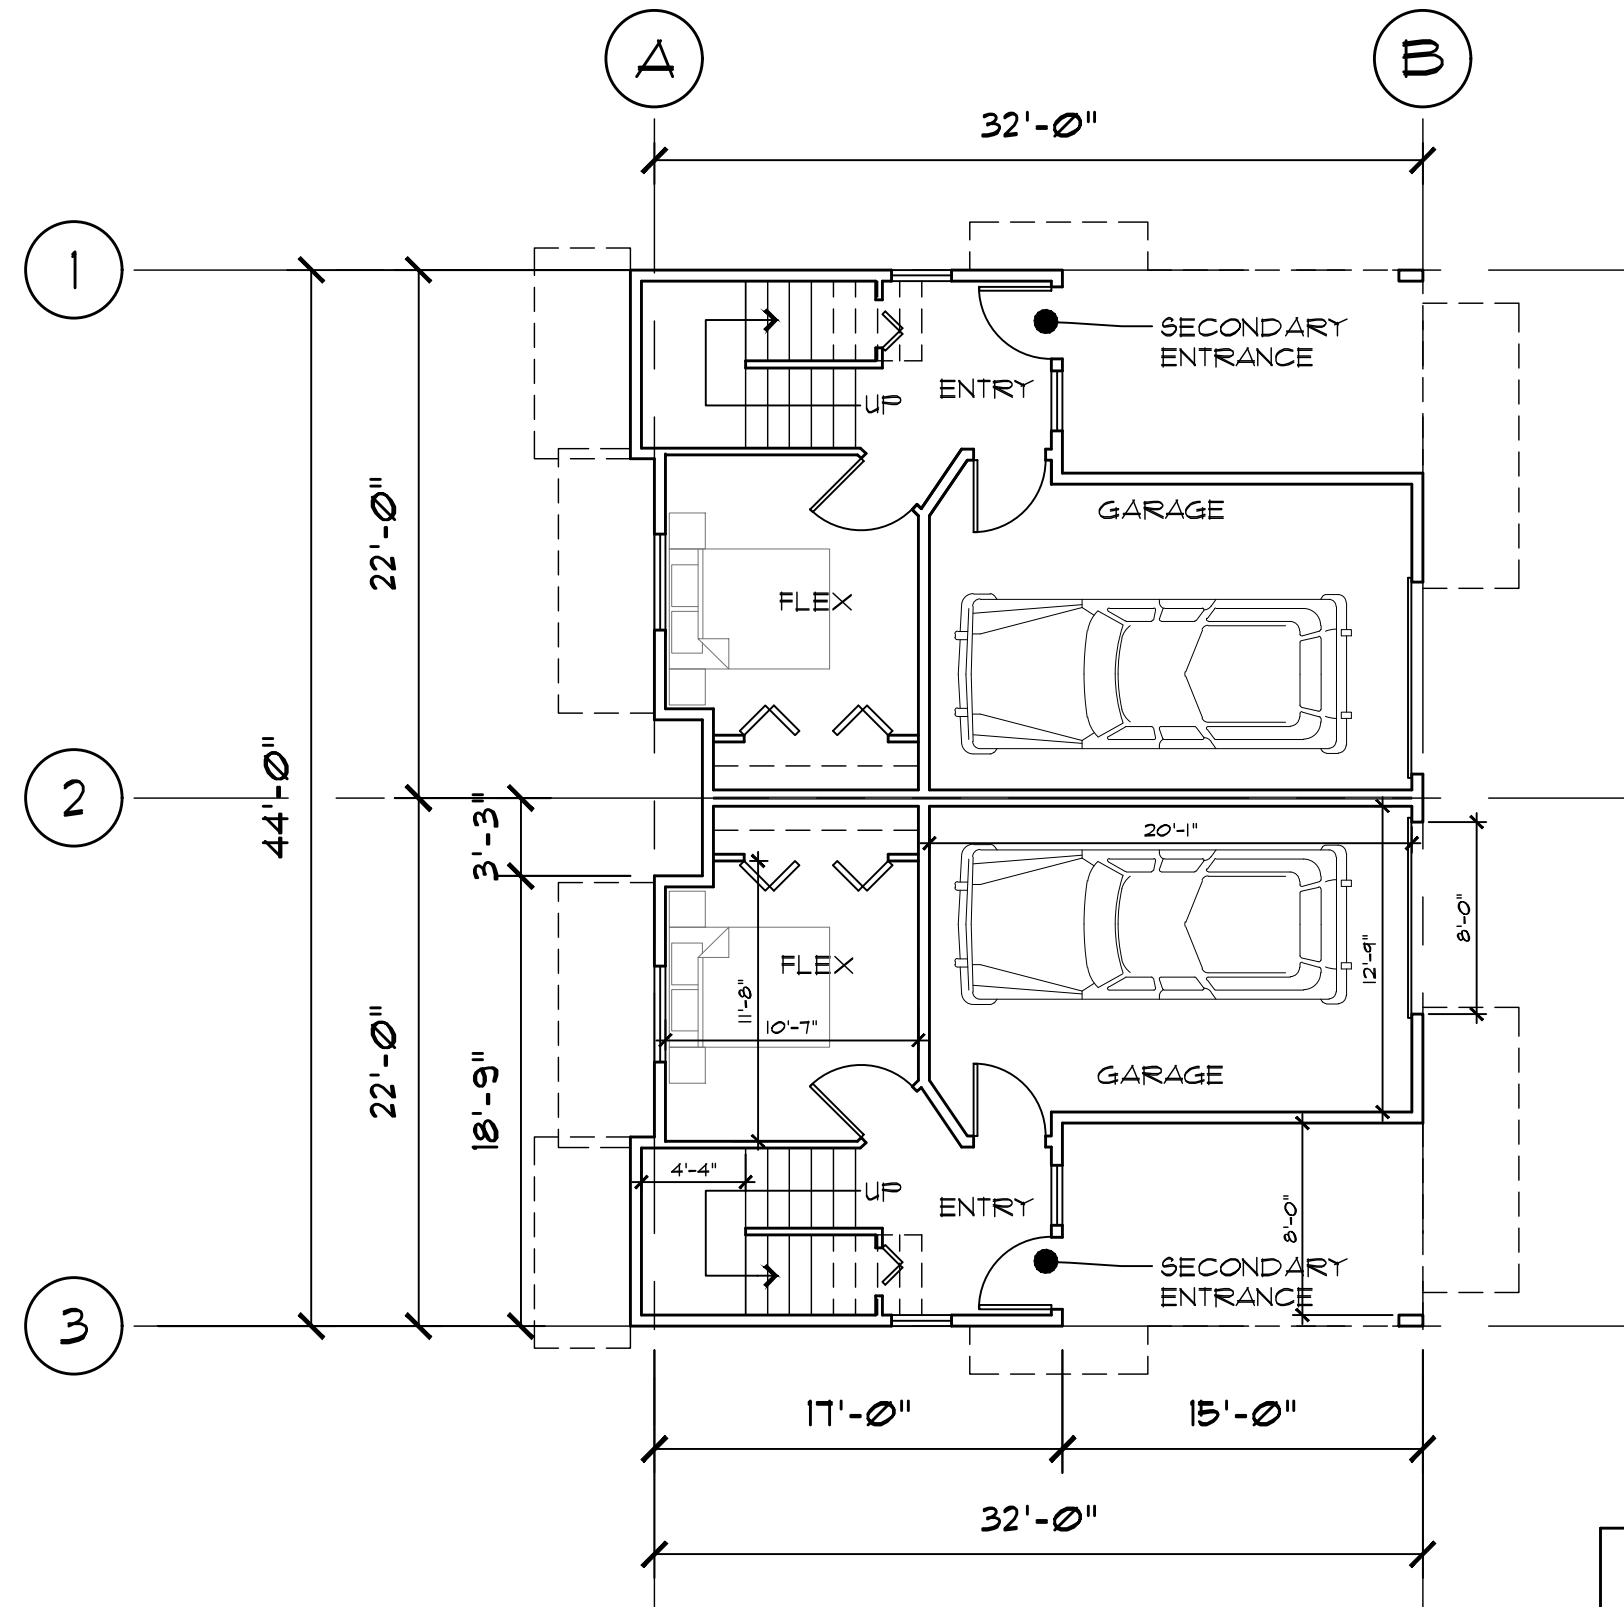 A
B
32'-0"
1
SECONDARY
ENTRANCE
ENTRY
UP
GARAGE
22'-0"
FLEX
44'-0"
2
3'-3"
20'-1"
8'-0"
12'-9"
FLEX
11'-8"
10'-7"
22'-0"
18'-9"
GARAGE
4'-4"
UP
ENTRY
8'-0"
SECONDARY
ENTRANCE
3
17'-0"
15'-0"
32'-0"